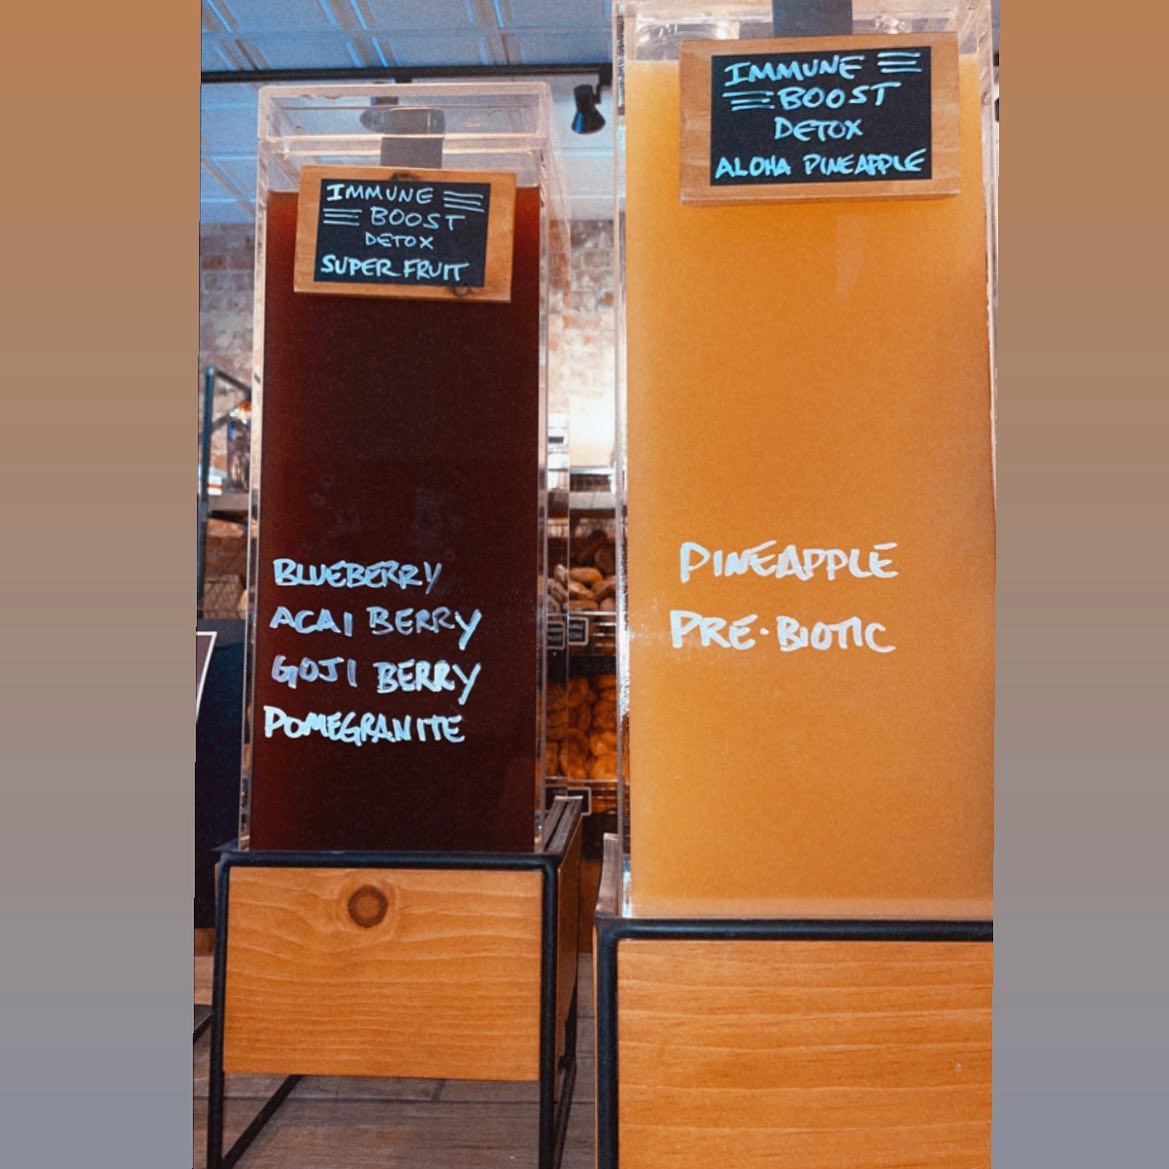 IMMUNE
BOOST
DETOX
SUPER FRUIT
BLUEBERRY
ACAI BERRY
GOJI BERRY
POMEGRANITE
IMMUNE
BOOST
DETOX
ALOHA PINEAPPLE
PINEAPPLE
PRE-BIOTIC